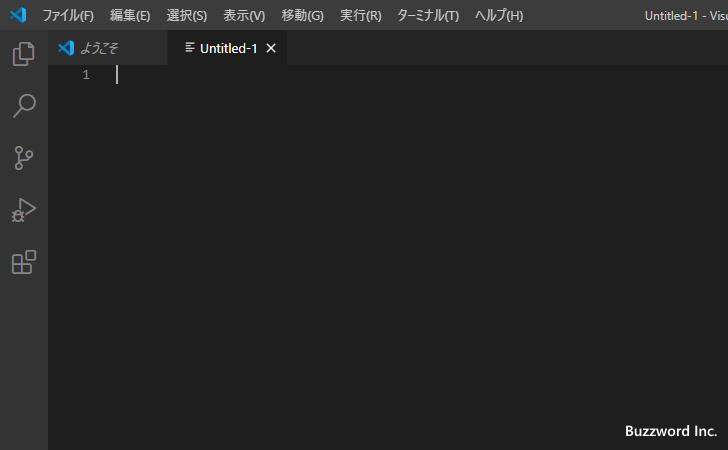 ファイル(F) 編集(E) 選択(S) 表示(V) 移動(G) 実行(R) ターミナル(T) ヘルプ(H) Untitled-1 - Visu
ようこそ Untitled-1
1
Buzzword Inc.